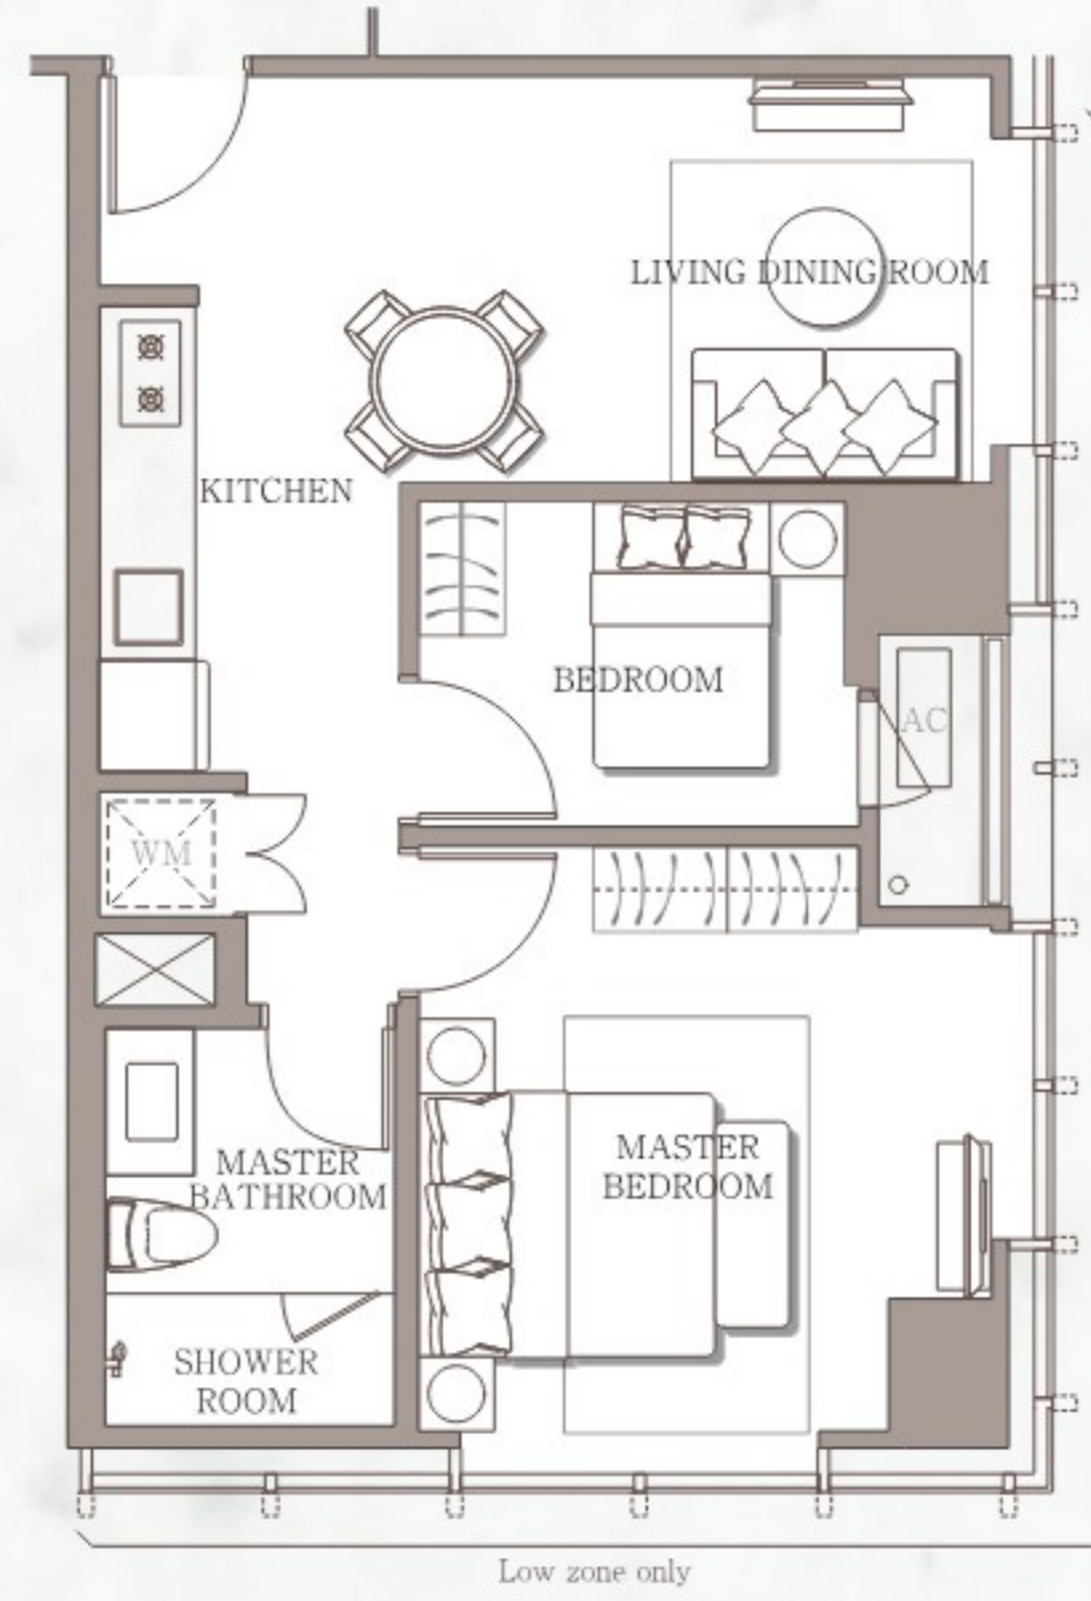 LIVING DINING ROOM
KITCHEN
BEDROOM
AC
WM
MASTER
BEDROOM
MASTER
BATHROOM
SHOWER
ROOM
Low zone only